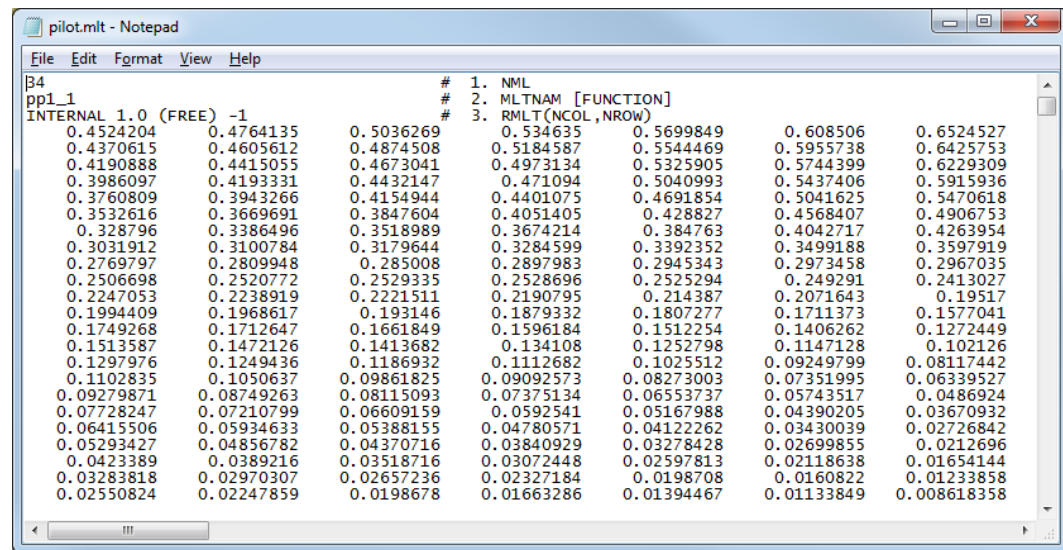 pilot.mlt - Notepad
File Edit Format View Help
34 # 1. NML
pp1_1 # 2. MLTNAM [FUNCTION]
INTERNAL 1.0 (FREE) -1 # 3. RMLT(NCOL,NROW)
0.4524204 0.4764135 0.5036269 0.534635 0.5699849 0.608506 0.6524527
0.4370615 0.4605612 0.4874508 0.5184587 0.5544469 0.5955738 0.6425753
0.4190888 0.4415055 0.4673041 0.4973134 0.5325905 0.5744399 0.6229309
0.3986097 0.4193331 0.4432147 0.471094 0.5040993 0.5437406 0.5915936
0.3760809 0.3943266 0.4154944 0.4401075 0.4691854 0.5041625 0.5470618
0.3532616 0.3669691 0.3847604 0.4051405 0.428827 0.4568407 0.4906753
0.328796 0.3386496 0.3518989 0.3674214 0.384763 0.4042717 0.4263954
0.3031912 0.3100784 0.3179644 0.3284599 0.3392352 0.3499188 0.3597919
0.2769797 0.2809948 0.285008 0.2897983 0.2945343 0.2973458 0.2967035
0.2506698 0.2520772 0.2529335 0.2528696 0.2525294 0.249291 0.2413027
0.2247053 0.2238919 0.2221511 0.2190795 0.214387 0.2071643 0.19517
0.1994409 0.1968617 0.193146 0.1879332 0.1807277 0.1711373 0.1577041
0.1749268 0.1712647 0.1661849 0.1596184 0.1512254 0.1406262 0.1272449
0.1513587 0.1472126 0.1413682 0.134108 0.1252798 0.1147128 0.102126
0.1297976 0.1249436 0.1186932 0.1112682 0.1025512 0.09249799 0.08117442
0.1102835 0.1050637 0.09861825 0.09092573 0.08273003 0.07351995 0.06339527
0.09279871 0.08749263 0.08115093 0.07375134 0.06553737 0.05743517 0.0486924
0.07728247 0.07210799 0.06609159 0.0592541 0.05167988 0.04390205 0.03670932
0.06415506 0.05934633 0.05388155 0.04780571 0.04122262 0.03430039 0.02726842
0.05293427 0.04856782 0.04370716 0.03840929 0.03278428 0.02699855 0.0212696
0.0423389 0.0389216 0.03518716 0.03072448 0.02597813 0.02118638 0.01654144
0.03283818 0.02970307 0.02657236 0.02327184 0.0198708 0.0160822 0.01233858
0.02550824 0.02247859 0.0198678 0.01663286 0.01394467 0.01133849 0.008618358